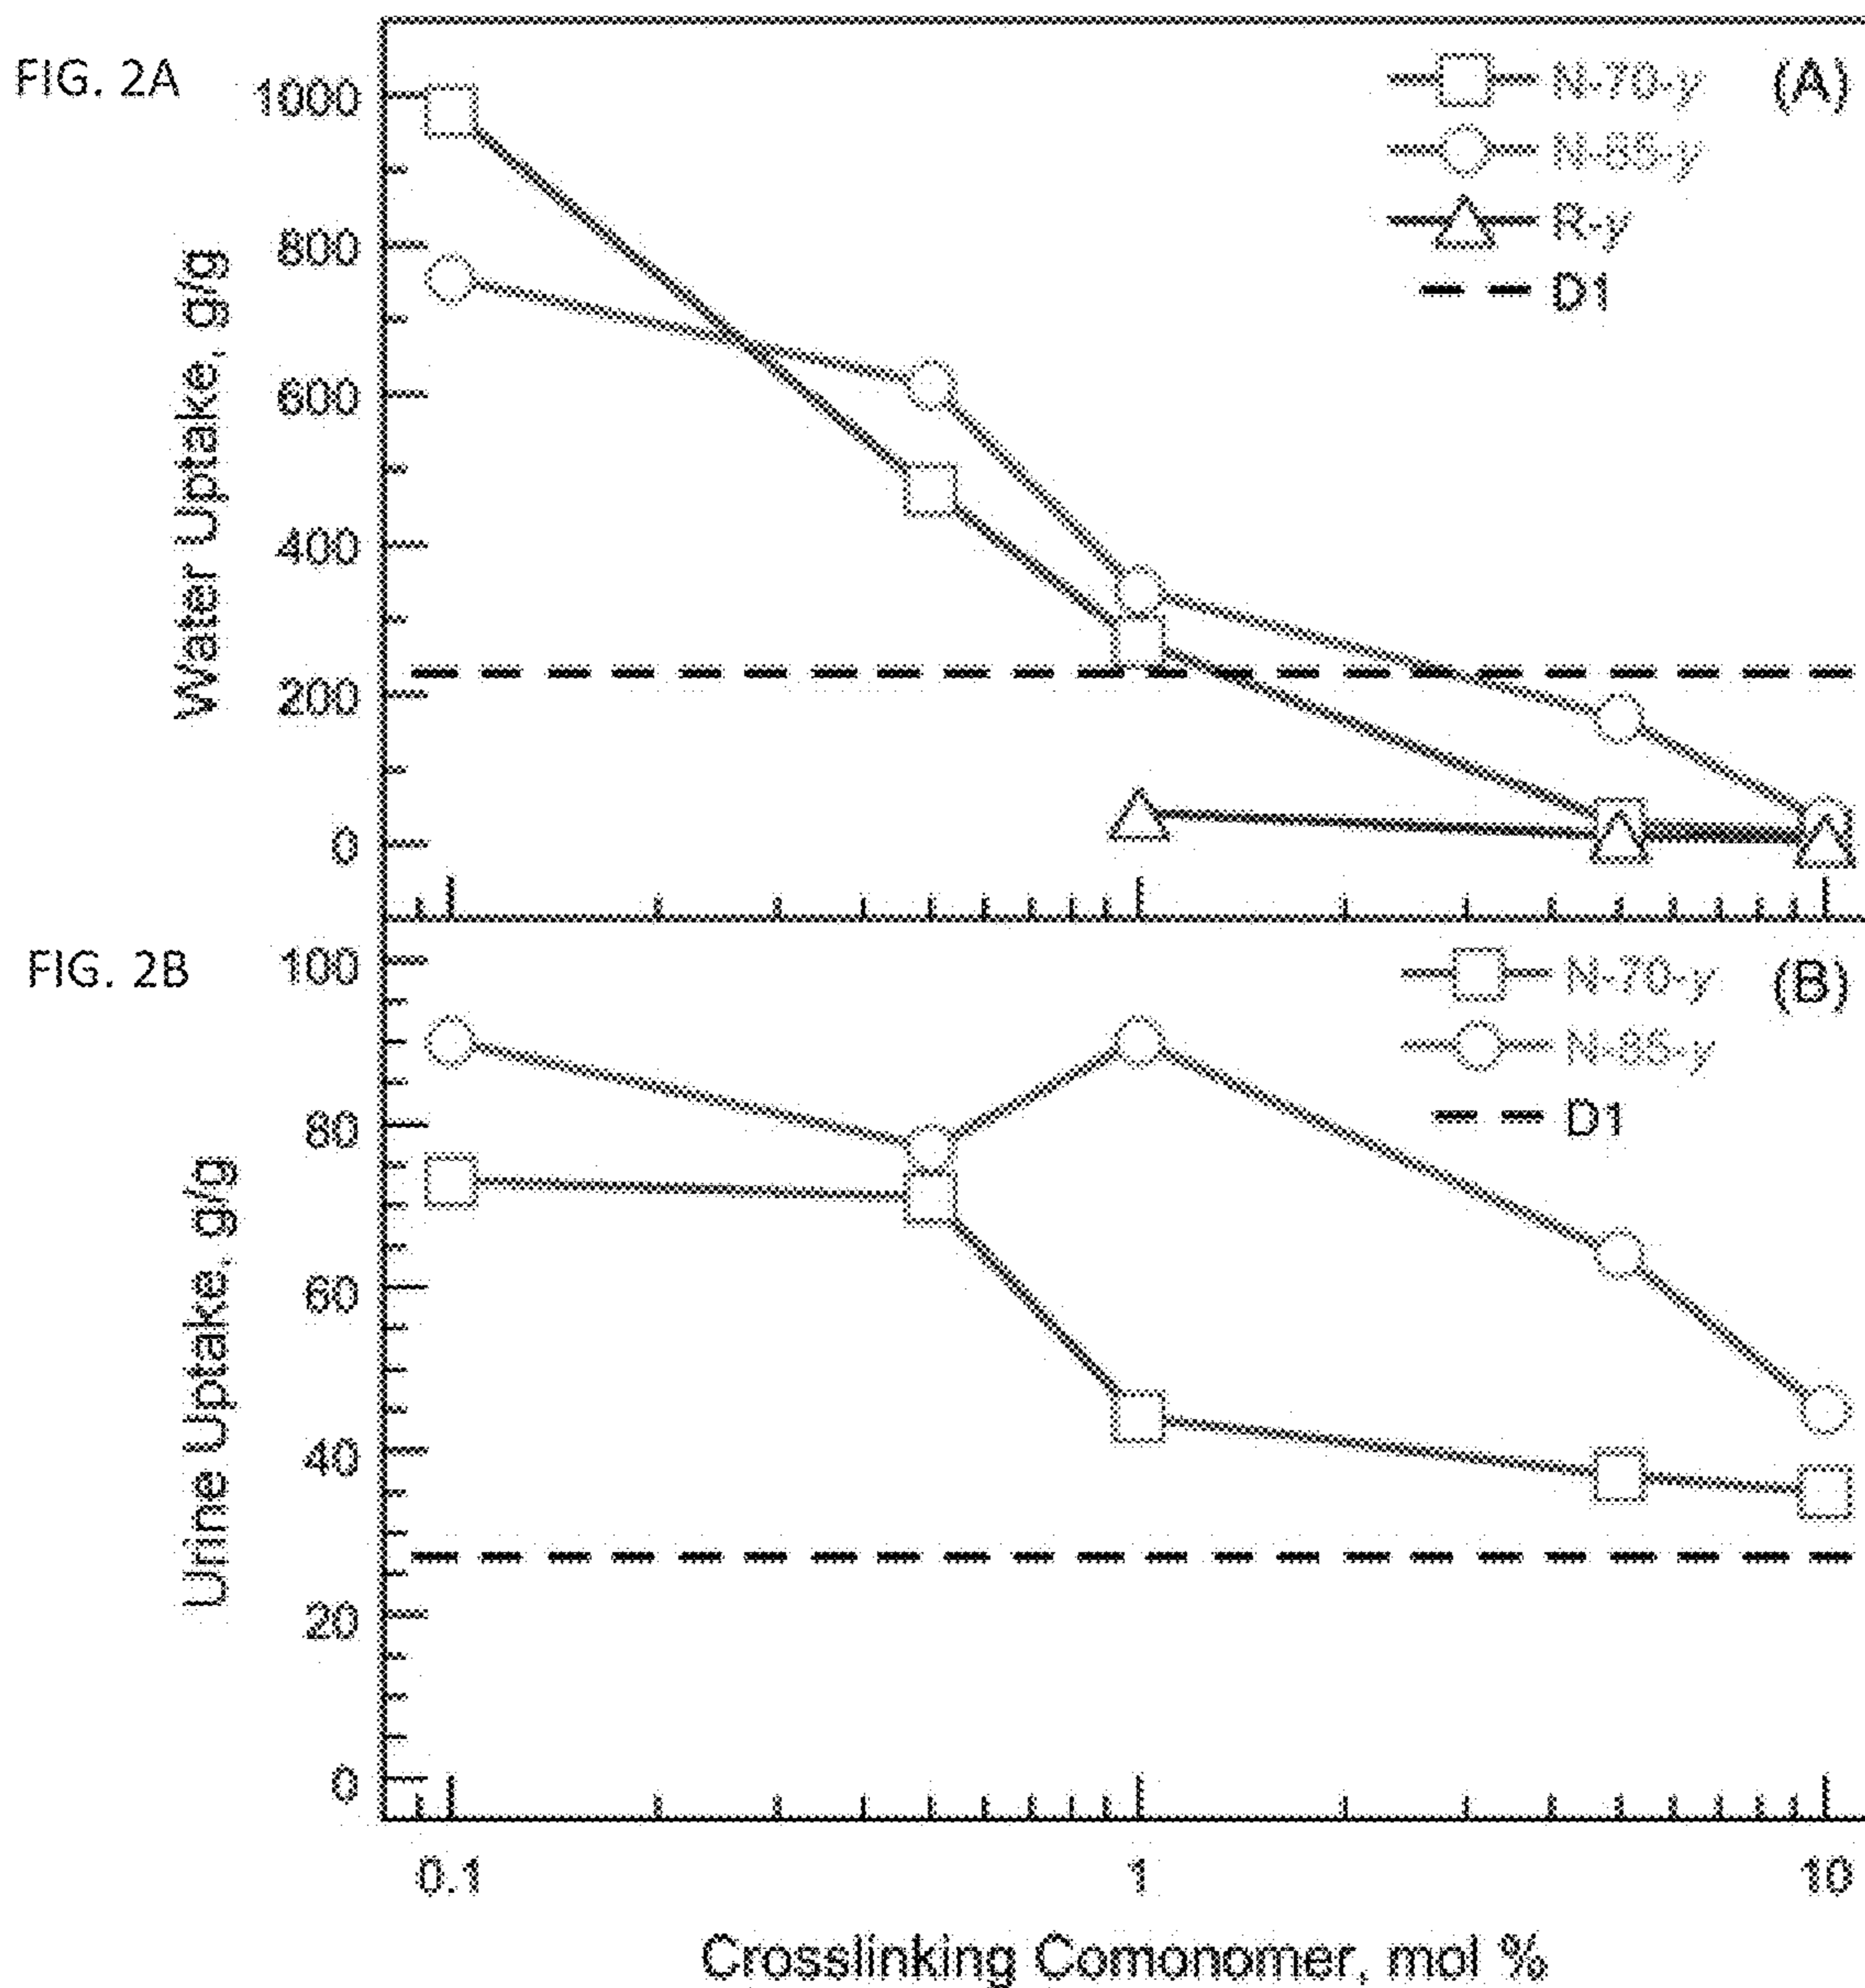 FIG. 2A
(A)
N-70-y
N-85-y
R-y
D1
Water Uptake, g/g
1000
800
600
400
200
0
FIG. 2B
(B)
N-70-y
N-85-y
D1
Urine Uptake, g/g
100
80
60
40
20
0
0.1
1
10
Crosslinking Comonomer, mol %